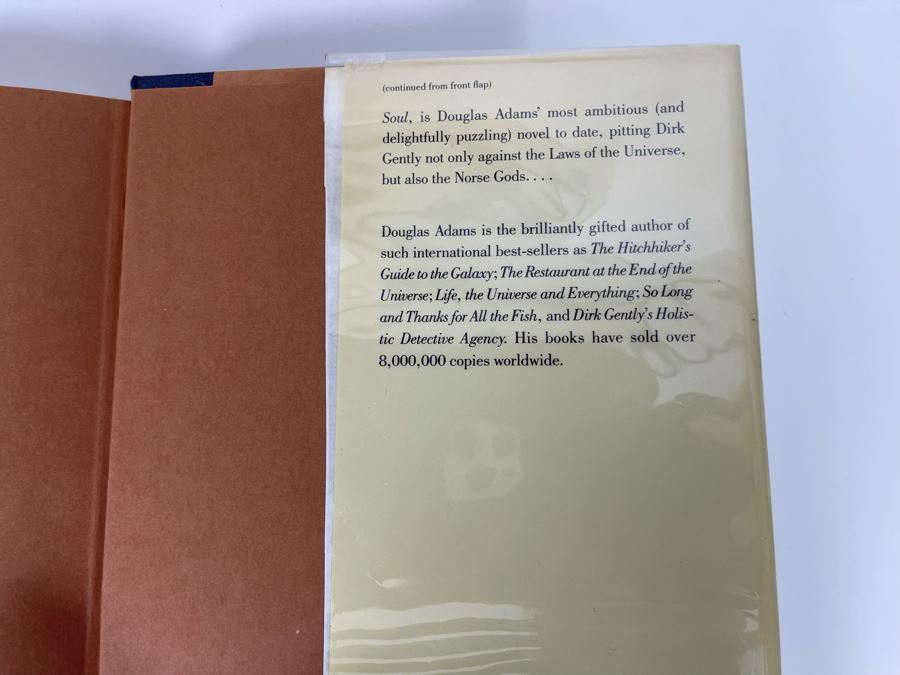 (continued from front flap)
Soul, is Douglas Adams' most ambitious (and
delightfully puzzling) novel to date, pitting Dirk
Gently not only against the Laws of the Universe,
but also the Norse Gods. . . .
Douglas Adams is the brilliantly gifted author of
such international best-sellers as The Hitchhiker's
Guide to the Galaxy; The Restaurant at the End of the
Universe; Life, the Universe and Everything; So Long
and Thanks for All the Fish, and Dirk Gently's Holis-
tic Detective Agency. His books have sold over
8,000,000 copies worldwide.